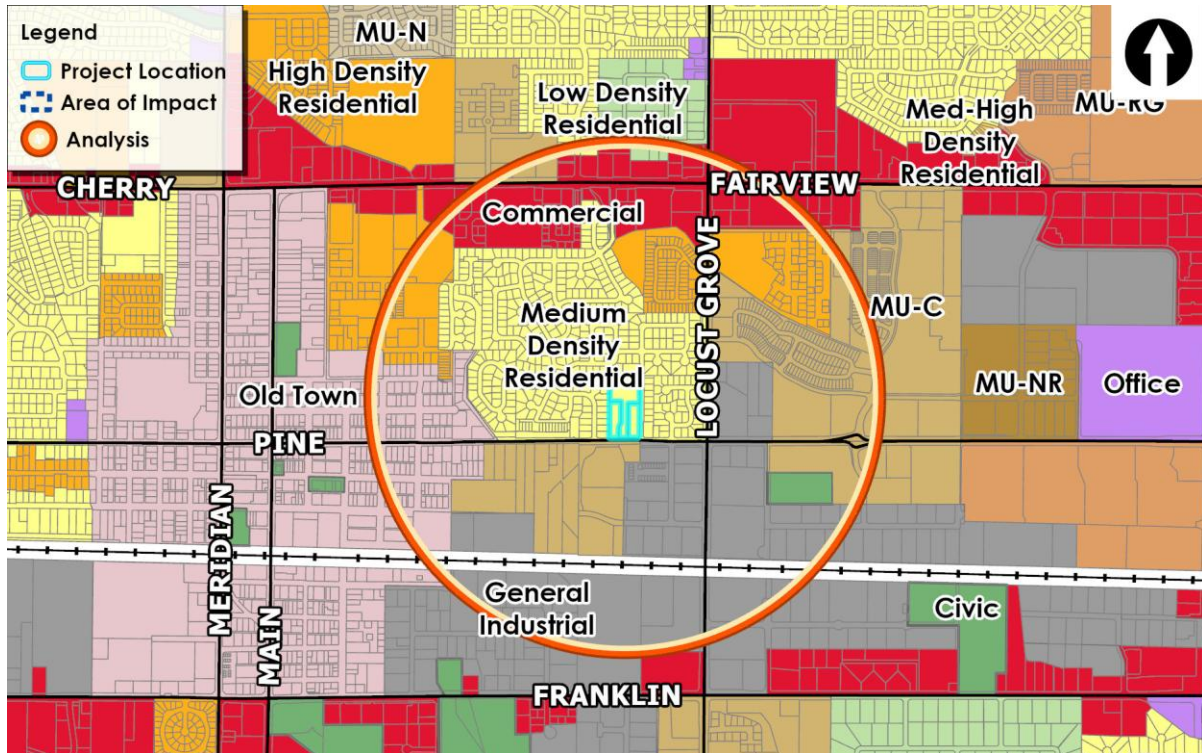 Legend
Project Location
Area of Impact
Analysis
MU-N
High Density
Residential
Low Density
Residential
Med-High
Density
Residential
MU-RG
CHERRY
FAIRVIEW
Commercial
LOCUST GROVE
MU-C
Medium
Density
Residential
Old Town
MU-NR
Office
PINE
MERIDIAN
MAIN
General
Industrial
Civic
FRANKLIN